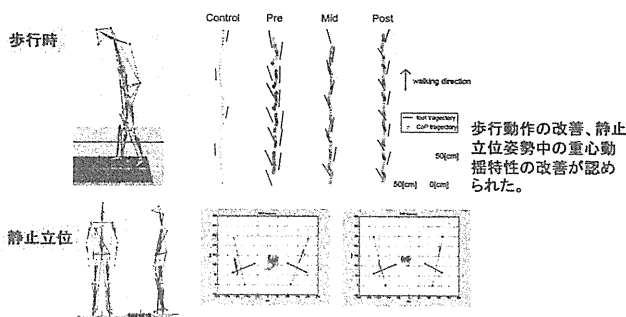 歩行時
Control Pre Mid Post
walking direction
foot trajectory
CoP trajectory
50[cm]
50[cm] 0[cm]
歩行動作の改善、静止
立位姿勢中の重心動
揺特性の改善が認め
られた。
静止立位